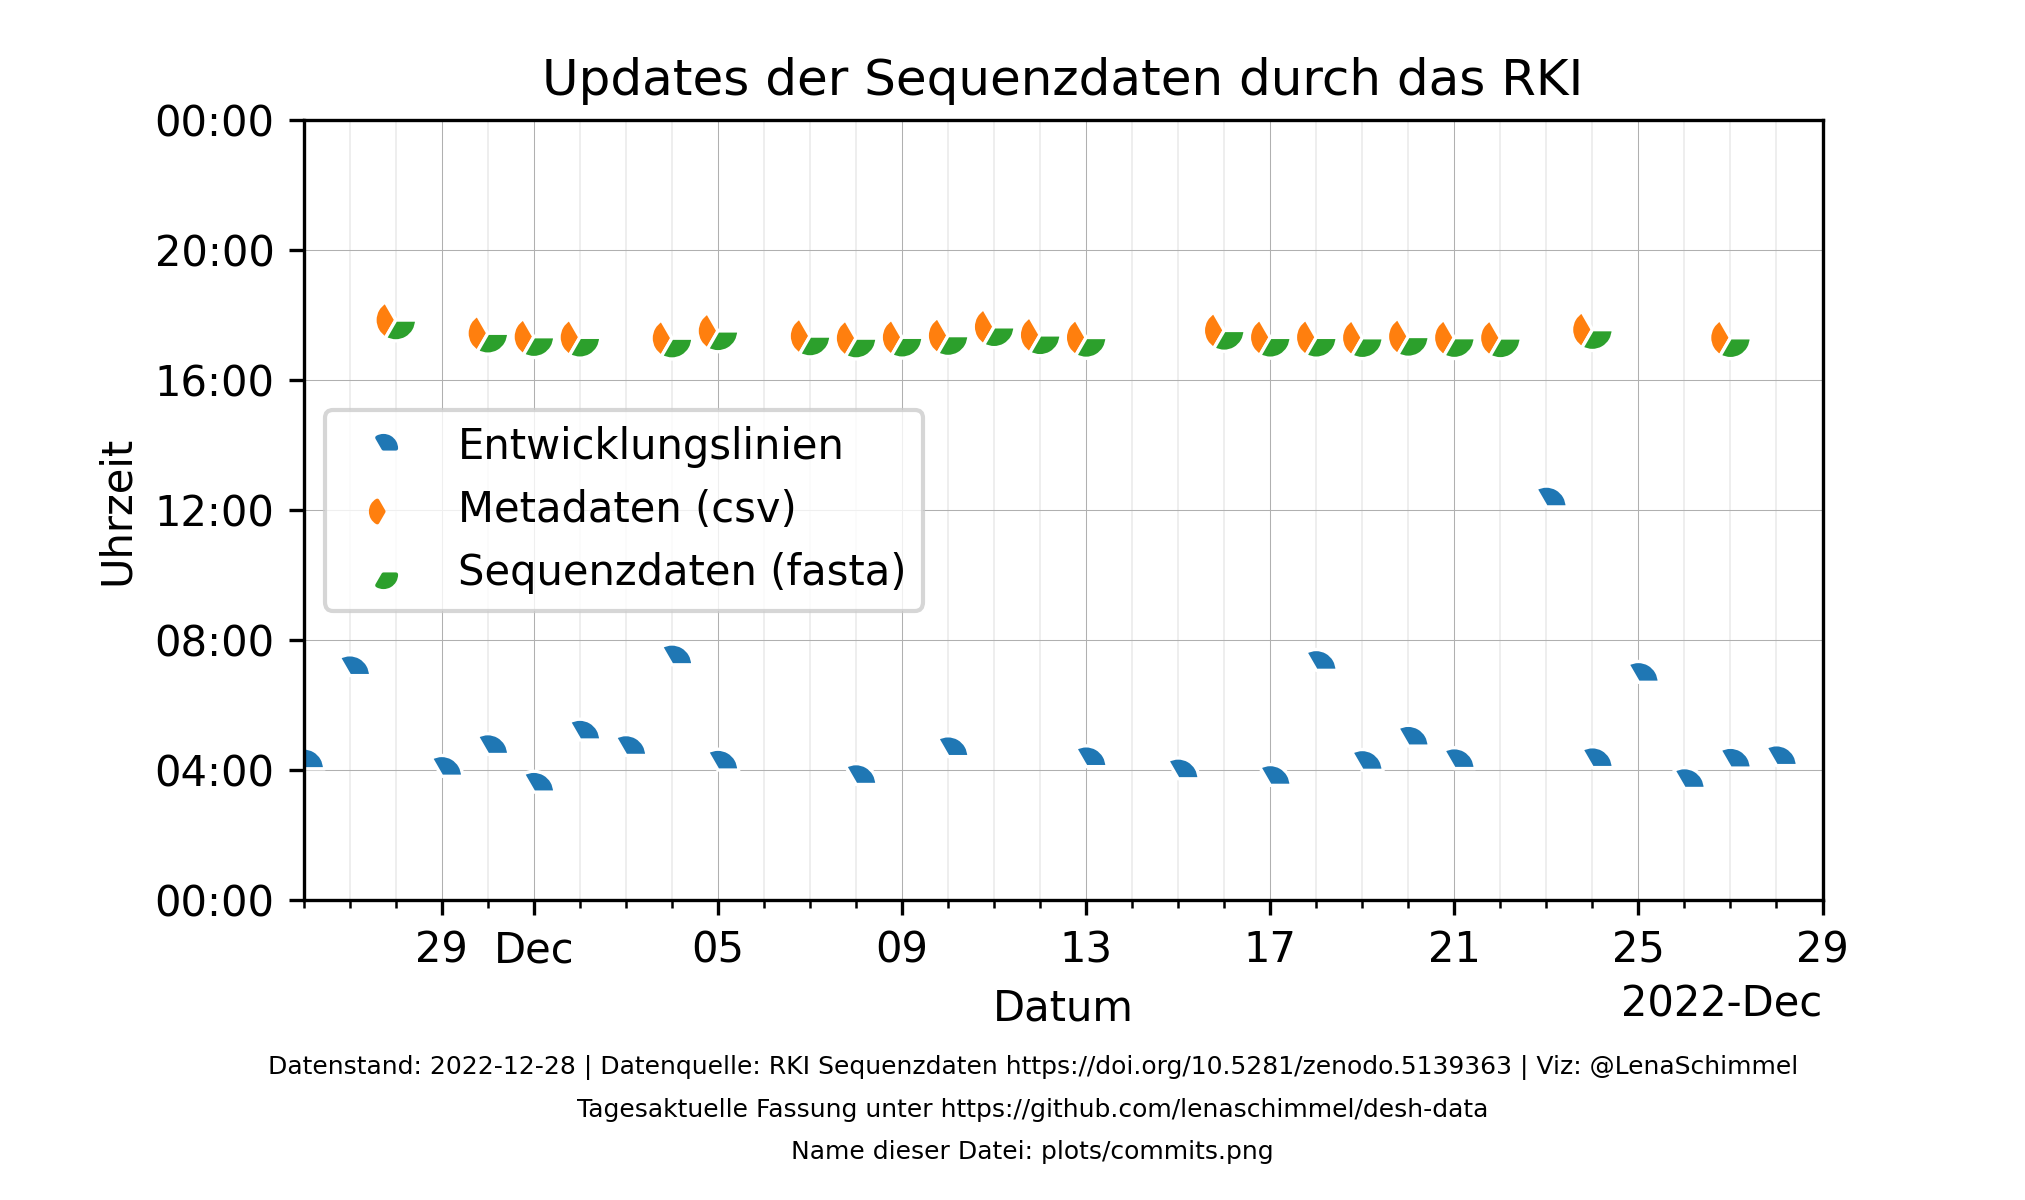 Updates der Sequenzdaten durch das RKI
00:00
20:00
16:00
12:00
08:00
04:00
00:00
Uhrzeit
Entwicklungslinien
Metadaten (csv)
Sequenzdaten (fasta)
29 Dec 05 09 13 17 21 25 29
Datum
2022-Dec
Datenstand: 2022-12-28 | Datenquelle: RKI Sequenzdaten https://doi.org/10.5281/zenodo.5139363 | Viz: @LenaSchimmel
Tagesaktuelle Fassung unter https://github.com/lenaschimmel/desh-data
Name dieser Datei: plots/commits.png